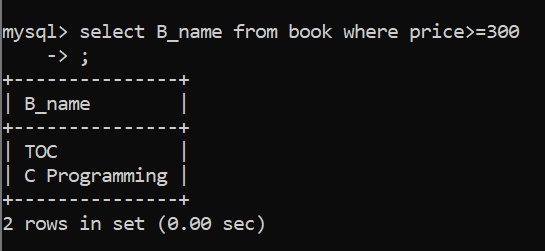 mysql> select B_name from book where price>=300
    -> ;
+---------------+
| B_name        |
+---------------+
| TOC           |
| C Programming |
+---------------+
2 rows in set (0.00 sec)